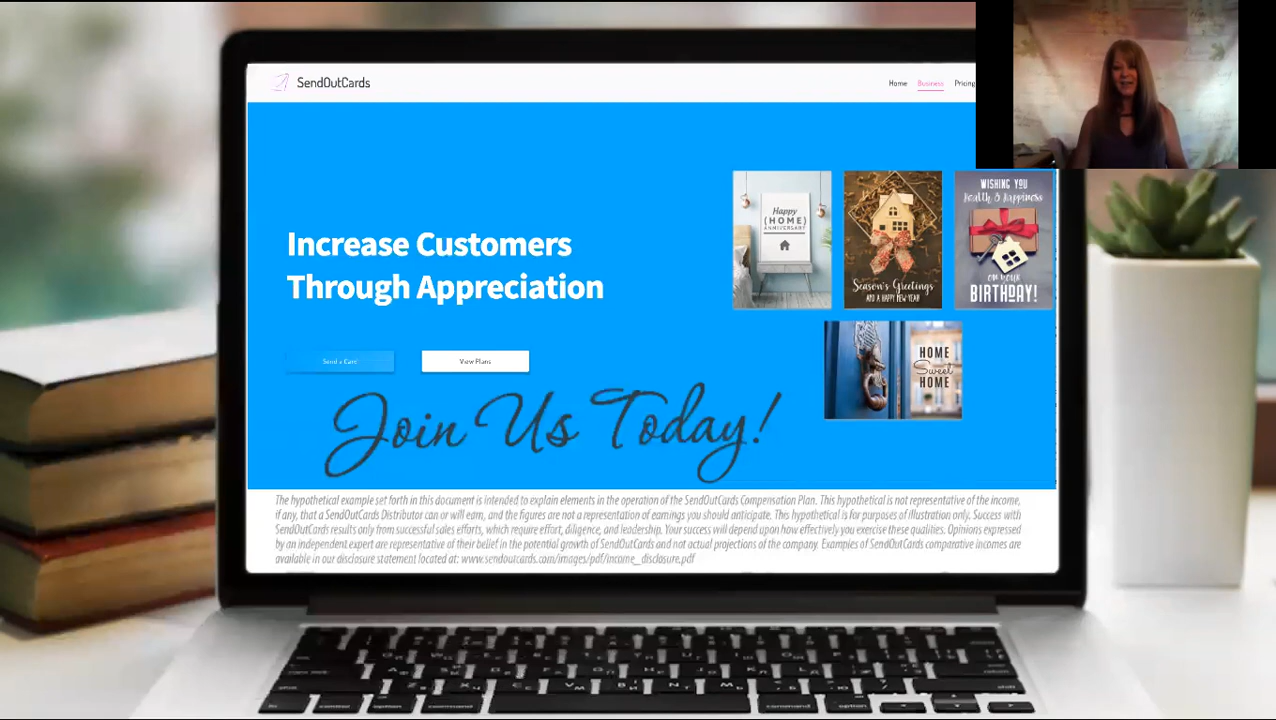 SendOutCards
Home Business Pricing
Increase Customers
Through Appreciation
Send a Card
View Plans
Happy
(HOME)
ANNIVERSARY
Season's Greetings
AND A HAPPY NEW YEAR
WISHING YOU
Health & Happiness
ON YOUR
BIRTHDAY!
HOME
Sweet
HOME
Join Us Today!
The hypothetical example set forth in this document is intended to explain elements in the operation of the SendOutCards Compensation Plan. This hypothetical is not representative of the income,
if any, that a SendOutCards Distributor can or will earn, and the figures are not a representation of earnings you should anticipate. This hypothetical is for purposes of illustration only. Success with
SendOutCards results only from successful sales efforts, which require effort, diligence, and leadership. Your success will depend upon how effectively you exercise these qualities. Opinions expressed
by an independent expert are representative of their belief in the potential growth of SendOutCards and not actual projections of the company. Examples of SendOutCards comparative incomes are
available in our disclosure statement located at: www.sendoutcards.com/images/pdf/income_disclosure.pdf
control option command
command option